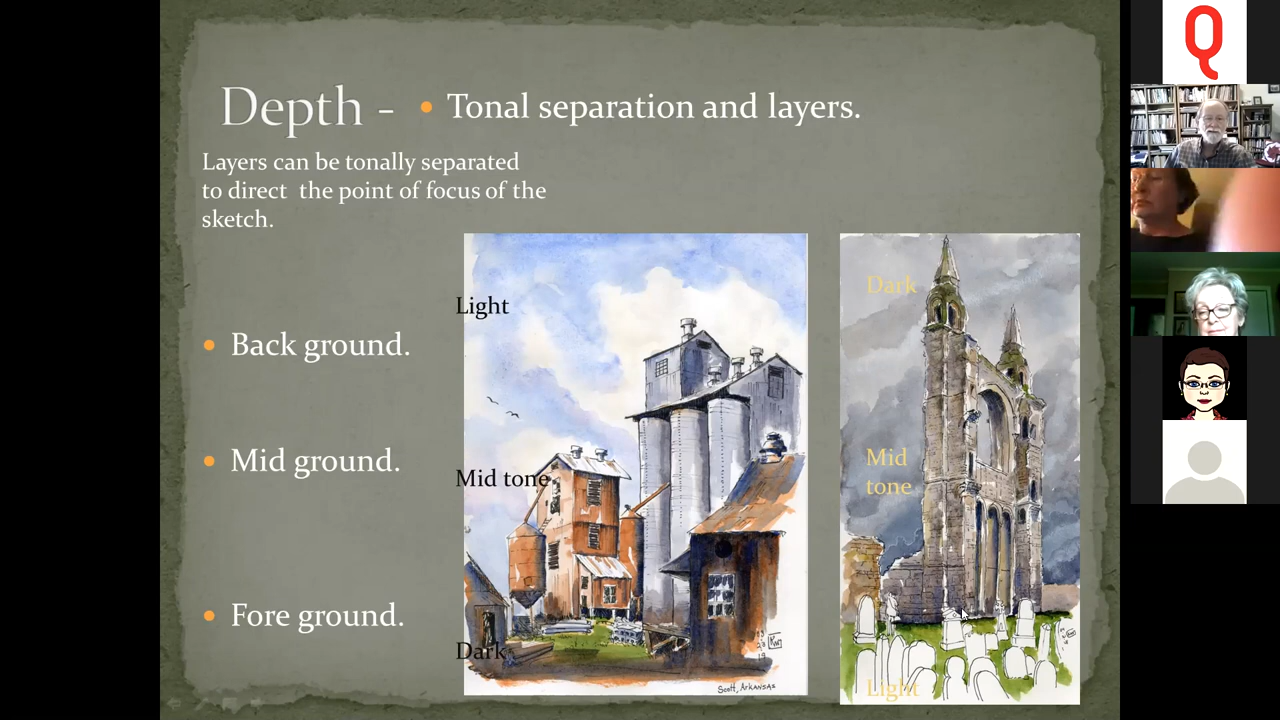 Depth -
• Tonal separation and layers.
Layers can be tonally separated
to direct  the point of focus of the
sketch.
• Back ground.
• Mid ground.
• Fore ground.
Light
Mid tone
Dark
Scott, Arkansas
Dark
Mid
tone
Light
Q